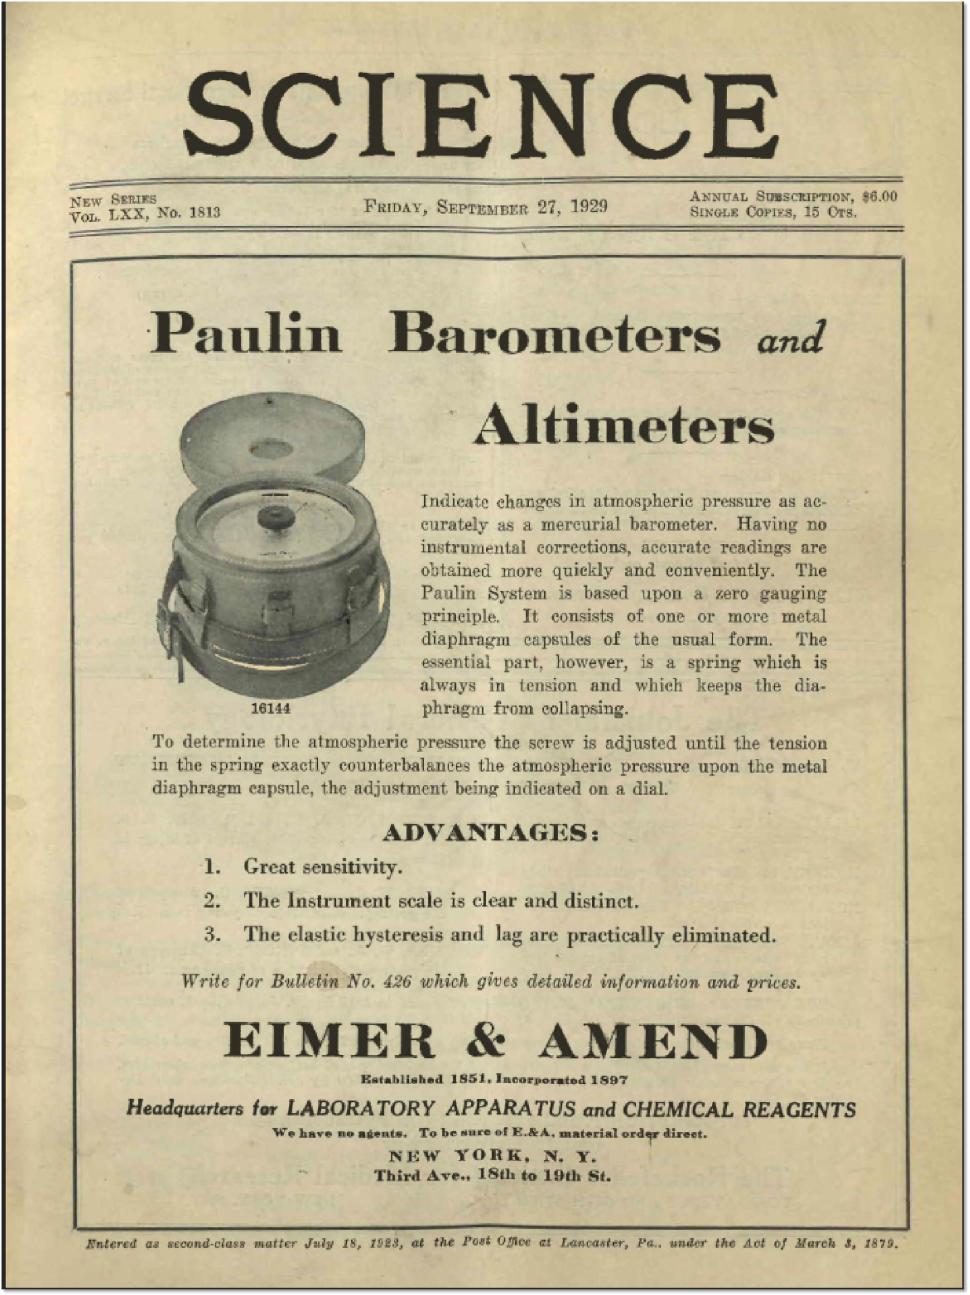 SCIENCE
NEW SERIES
VOL. LXX, No. 1813
FRIDAY, SEPTEMBER 27, 1929
ANNUAL SUBSCRIPTION, $6.00
SINGLE COPIES, 15 CTS.
Paulin Barometers and
Altimeters
Indicate changes in atmospheric pressure as ac-
curately as a mercurial barometer. Having no
instrumental corrections, accurate readings are
obtained more quickly and conveniently. The
Paulin System is based upon a zero gauging
principle. It consists of one or more metal
diaphragm capsules of the usual form. The
essential part, however, is a spring which is
always in tension and which keeps the dia-
phragm from collapsing.
16144
To determine the atmospheric pressure the screw is adjusted until the tension
in the spring exactly counterbalances the atmospheric pressure upon the metal
diaphragm capsule, the adjustment being indicated on a dial.
ADVANTAGES:
1. Great sensitivity.
2. The Instrument scale is clear and distinct.
3. The elastic hysteresis and lag are practically eliminated.
Write for Bulletin No. 426 which gives detailed information and prices.
EIMER & AMEND
Established 1851, Incorporated 1897
Headquarters for LABORATORY APPARATUS and CHEMICAL REAGENTS
We have no agents. To be sure of E.&A. material order direct.
NEW YORK, N. Y.
Third Ave., 18th to 19th St.
Entered as second-class matter July 18, 1923, at the Post Office at Lancaster, Pa., under the Act of March 3, 1879.